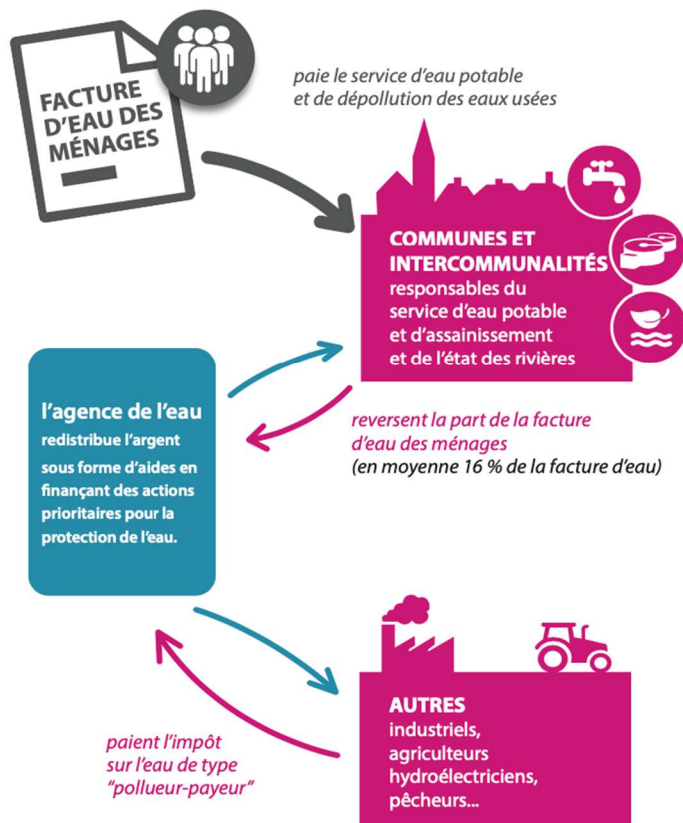 FACTURE
D'EAU DES
MÉNAGES
paie le service d'eau potable
et de dépollution des eaux usées
COMMUNES ET
INTERCOMMUNALITÉS
responsables du
service d'eau potable
et d'assainissement
et de l'état des rivières
l'agence de l'eau
redistribue l'argent
sous forme d'aides en
finançant des actions
prioritaires pour la
protection de l'eau.
reversent la part de la facture
d'eau des ménages
(en moyenne 16 % de la facture d'eau)
AUTRES
industriels,
agriculteurs
hydroélectriciens,
pêcheurs...
paient l'impôt
sur l'eau de type
“pollueur-payeur”